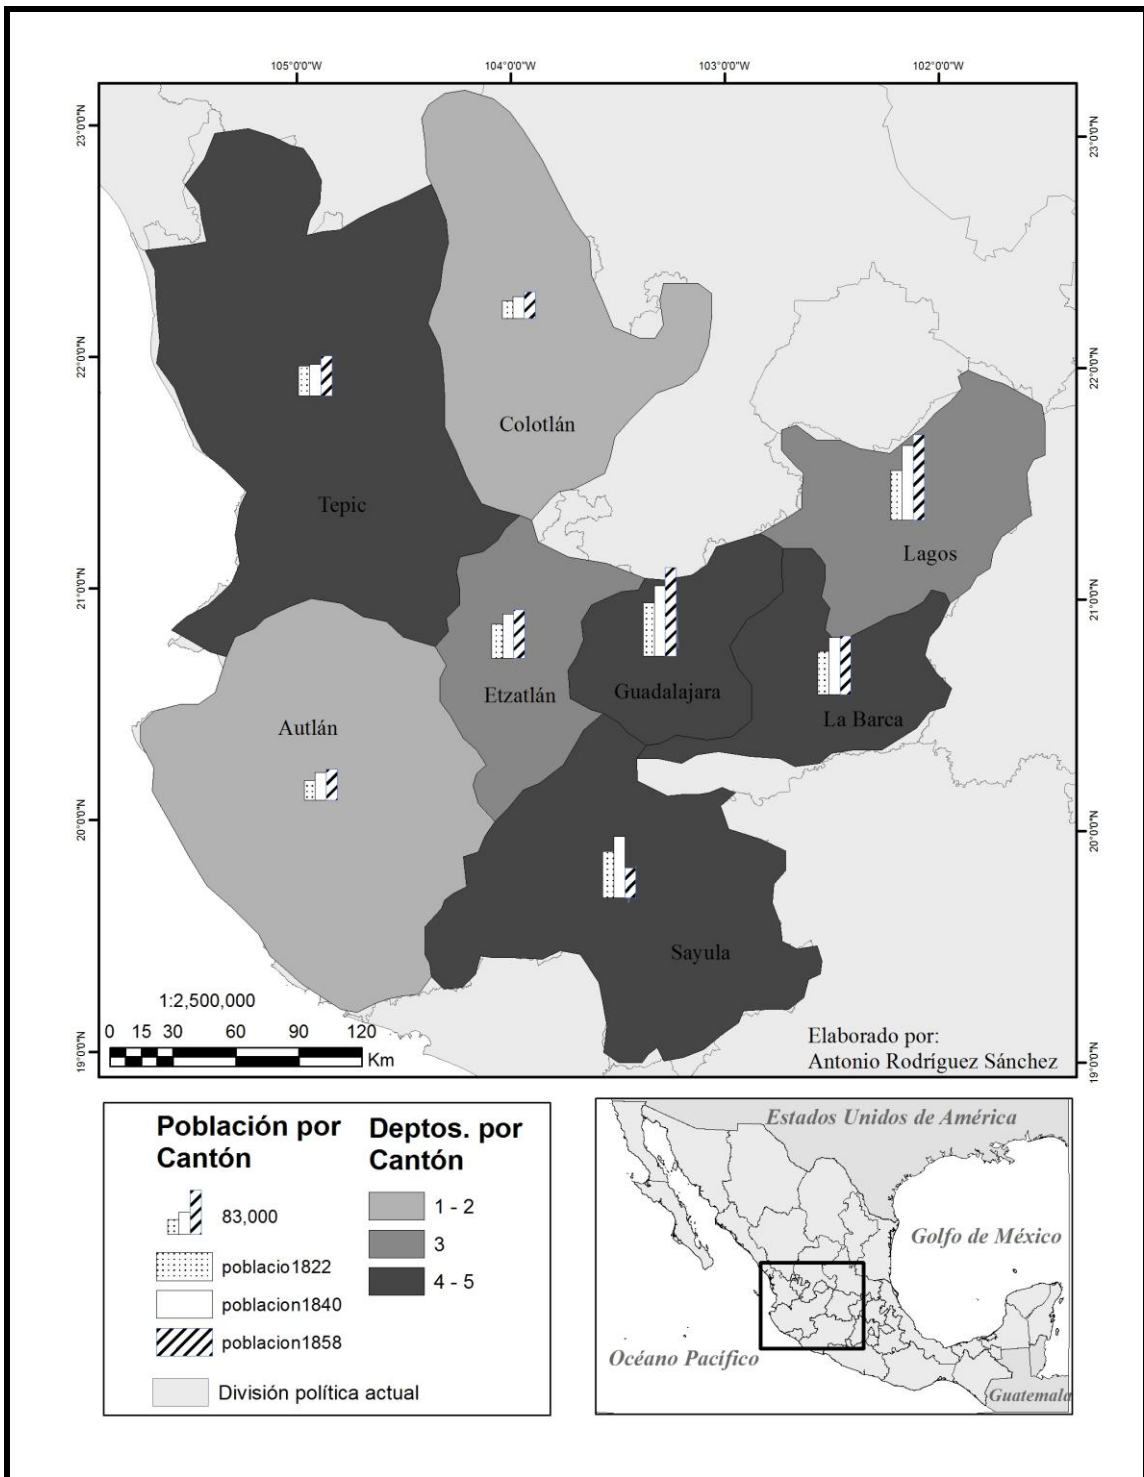 105°0'0"W
104°0'0"W
103°0'0"W
102°0'0"W
23°0'0"N
23°0'0"N
22°0'0"N
22°0'0"N
21°0'0"N
21°0'0"N
20°0'0"N
20°0'0"N
19°0'0"N
19°0'0"N
Colotlán
Tepic
Lagos
Etzatlán
Guadalajara
La Barca
Autlán
Sayula
1:2,500,000
0 15 30 60 90 120
Km
Elaborado por:
Antonio Rodríguez Sánchez
Población por
Cantón
83,000
poblacio1822
poblacion1840
poblacion1858
División política actual
Deptos. por
Cantón
1 - 2
3
4 - 5
Estados Unidos de América
Golfo de México
Océano Pacífico
Guatemala